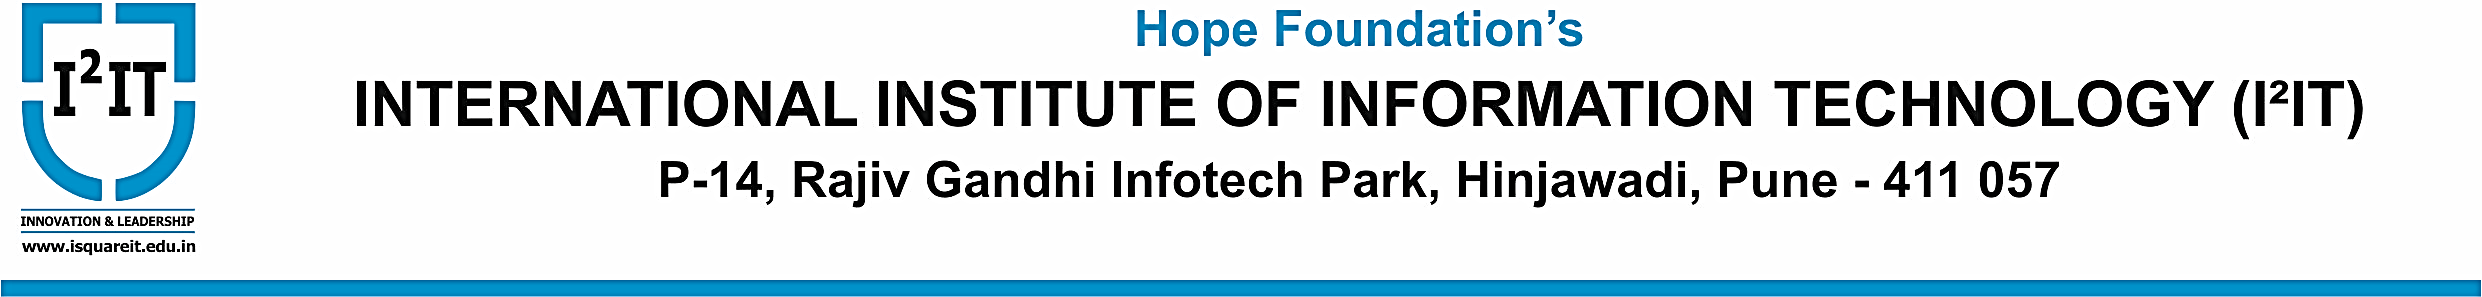 Hope Foundation’s
INTERNATIONAL INSTITUTE OF INFORMATION TECHNOLOGY (I²IT)
P-14, Rajiv Gandhi Infotech Park, Hinjawadi, Pune - 411 057
I²IT
INNOVATION & LEADERSHIP
www.isquareit.edu.in